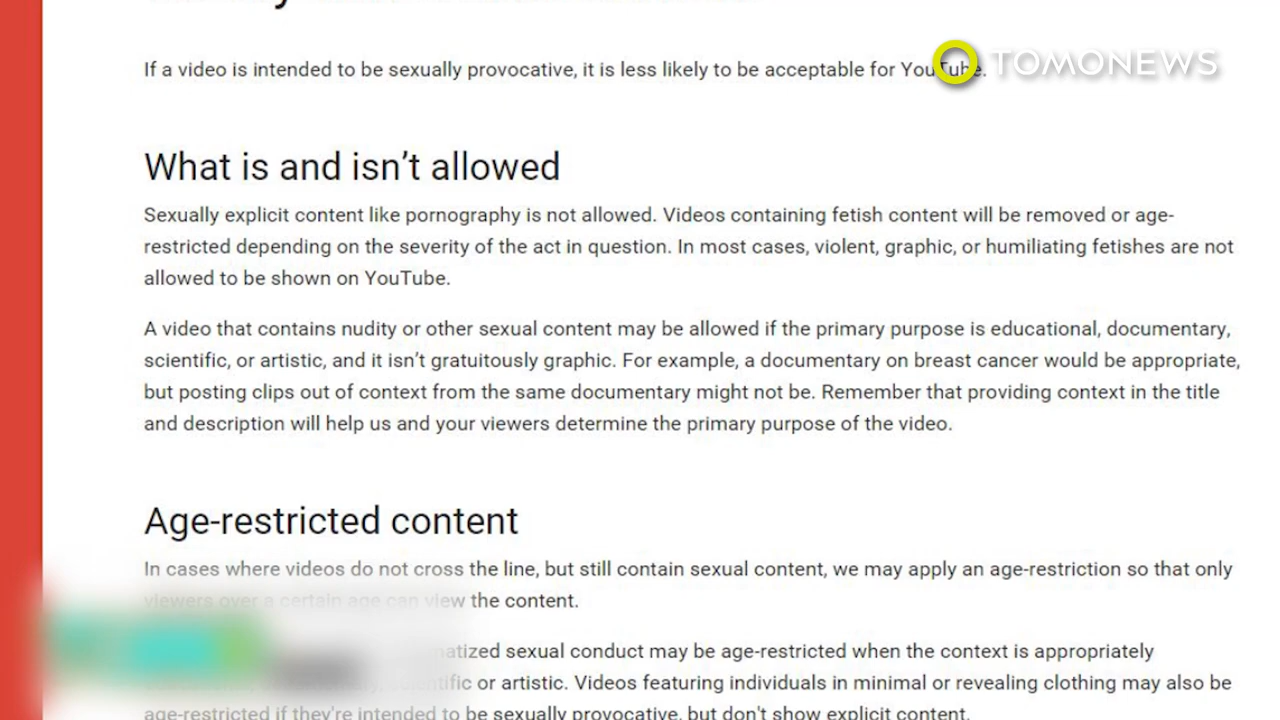 If a video is intended to be sexually provocative, it is less likely to be acceptable for YouTube.
TOMONEWS
What is and isn’t allowed
Sexually explicit content like pornography is not allowed. Videos containing fetish content will be removed or age-
restricted depending on the severity of the act in question. In most cases, violent, graphic, or humiliating fetishes are not
allowed to be shown on YouTube.
A video that contains nudity or other sexual content may be allowed if the primary purpose is educational, documentary,
scientific, or artistic, and it isn’t gratuitously graphic. For example, a documentary on breast cancer would be appropriate,
but posting clips out of context from the same documentary might not be. Remember that providing context in the title
and description will help us and your viewers determine the primary purpose of the video.
Age-restricted content
In cases where videos do not cross the line, but still contain sexual content, we may apply an age-restriction so that only
viewers over a certain age can view the content.
sexual conduct may be age-restricted when the context is appropriately
or artistic. Videos featuring individuals in minimal or revealing clothing may also be
age-restricted if they're intended to be sexually provocative, but don't show explicit content.